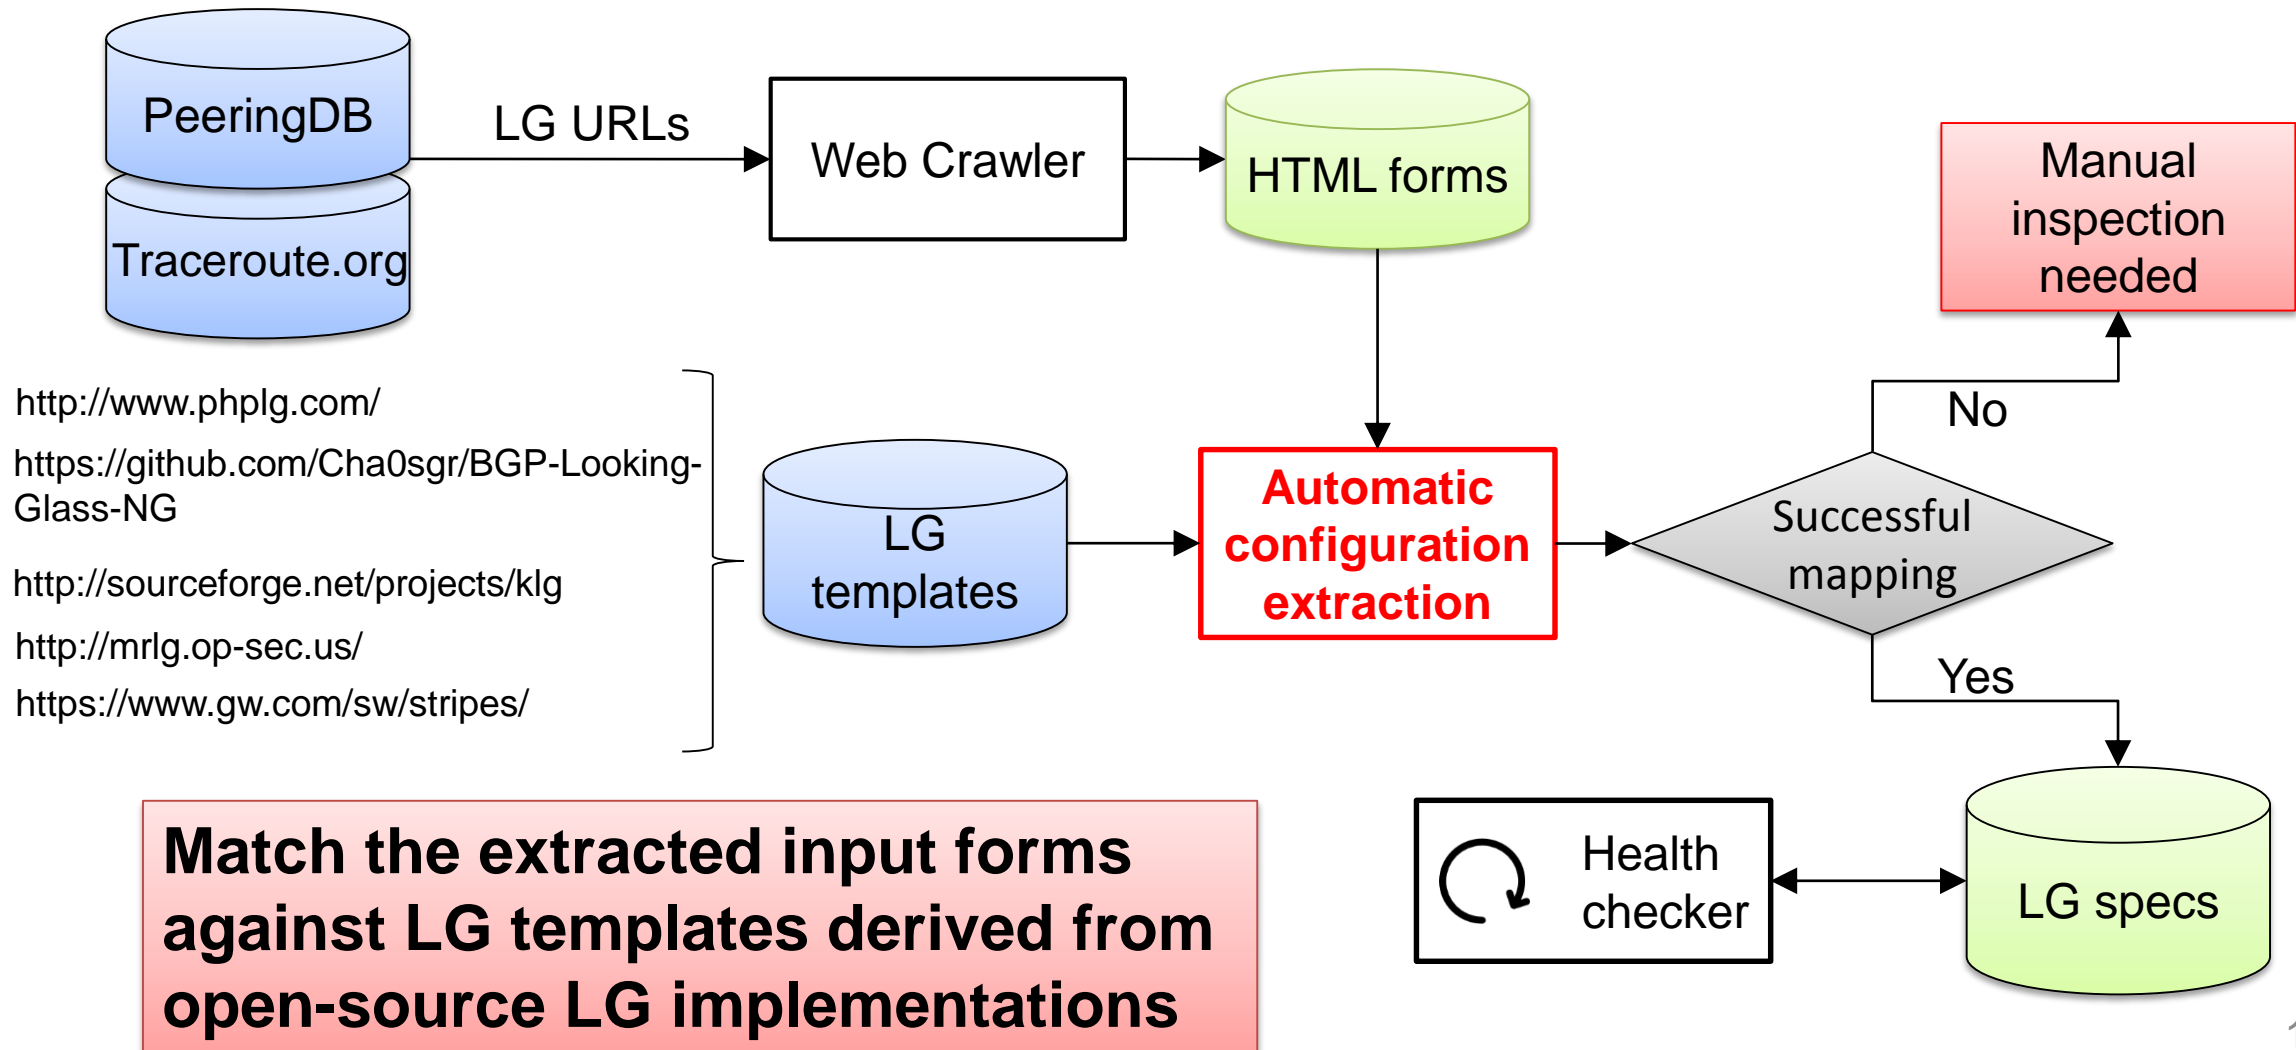 PeeringDB
Traceroute.org
LG URLs
Web Crawler
HTML forms
Manual
inspection
needed
http://www.phplg.com/
https://github.com/Cha0sgr/BGP-Looking-
Glass-NG
http://sourceforge.net/projects/klg
http://mrlg.op-sec.us/
https://www.gw.com/sw/stripes/
LG
templates
Automatic
configuration
extraction
Successful
mapping
No
Yes
Health
checker
LG specs
Match the extracted input forms
against LG templates derived from
open-source LG implementations